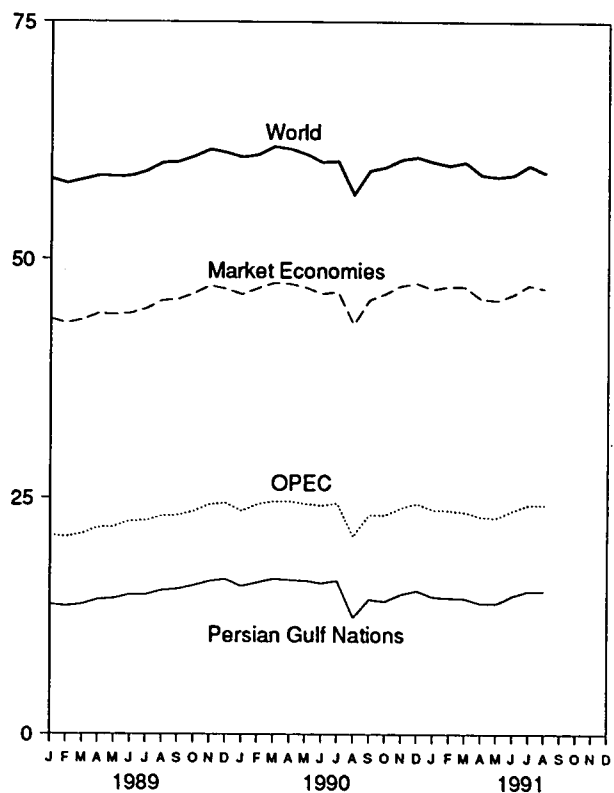 75
World
50
Market Economies
OPEC
25
Persian Gulf Nations
0
J F M A M J J A S O N D J F M A M J J A S O N D J F M A M J J A S O N D
1989 1990 1991